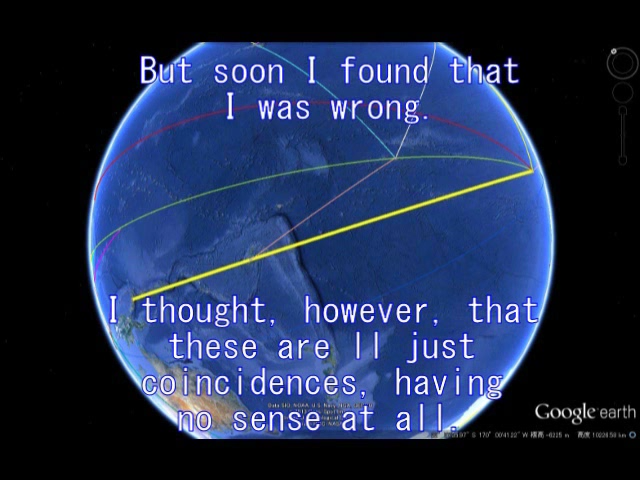 But soon I found that
I was wrong.
I thought, however, that
these are ll just
coincidences, having
no sense at all.
Google earth